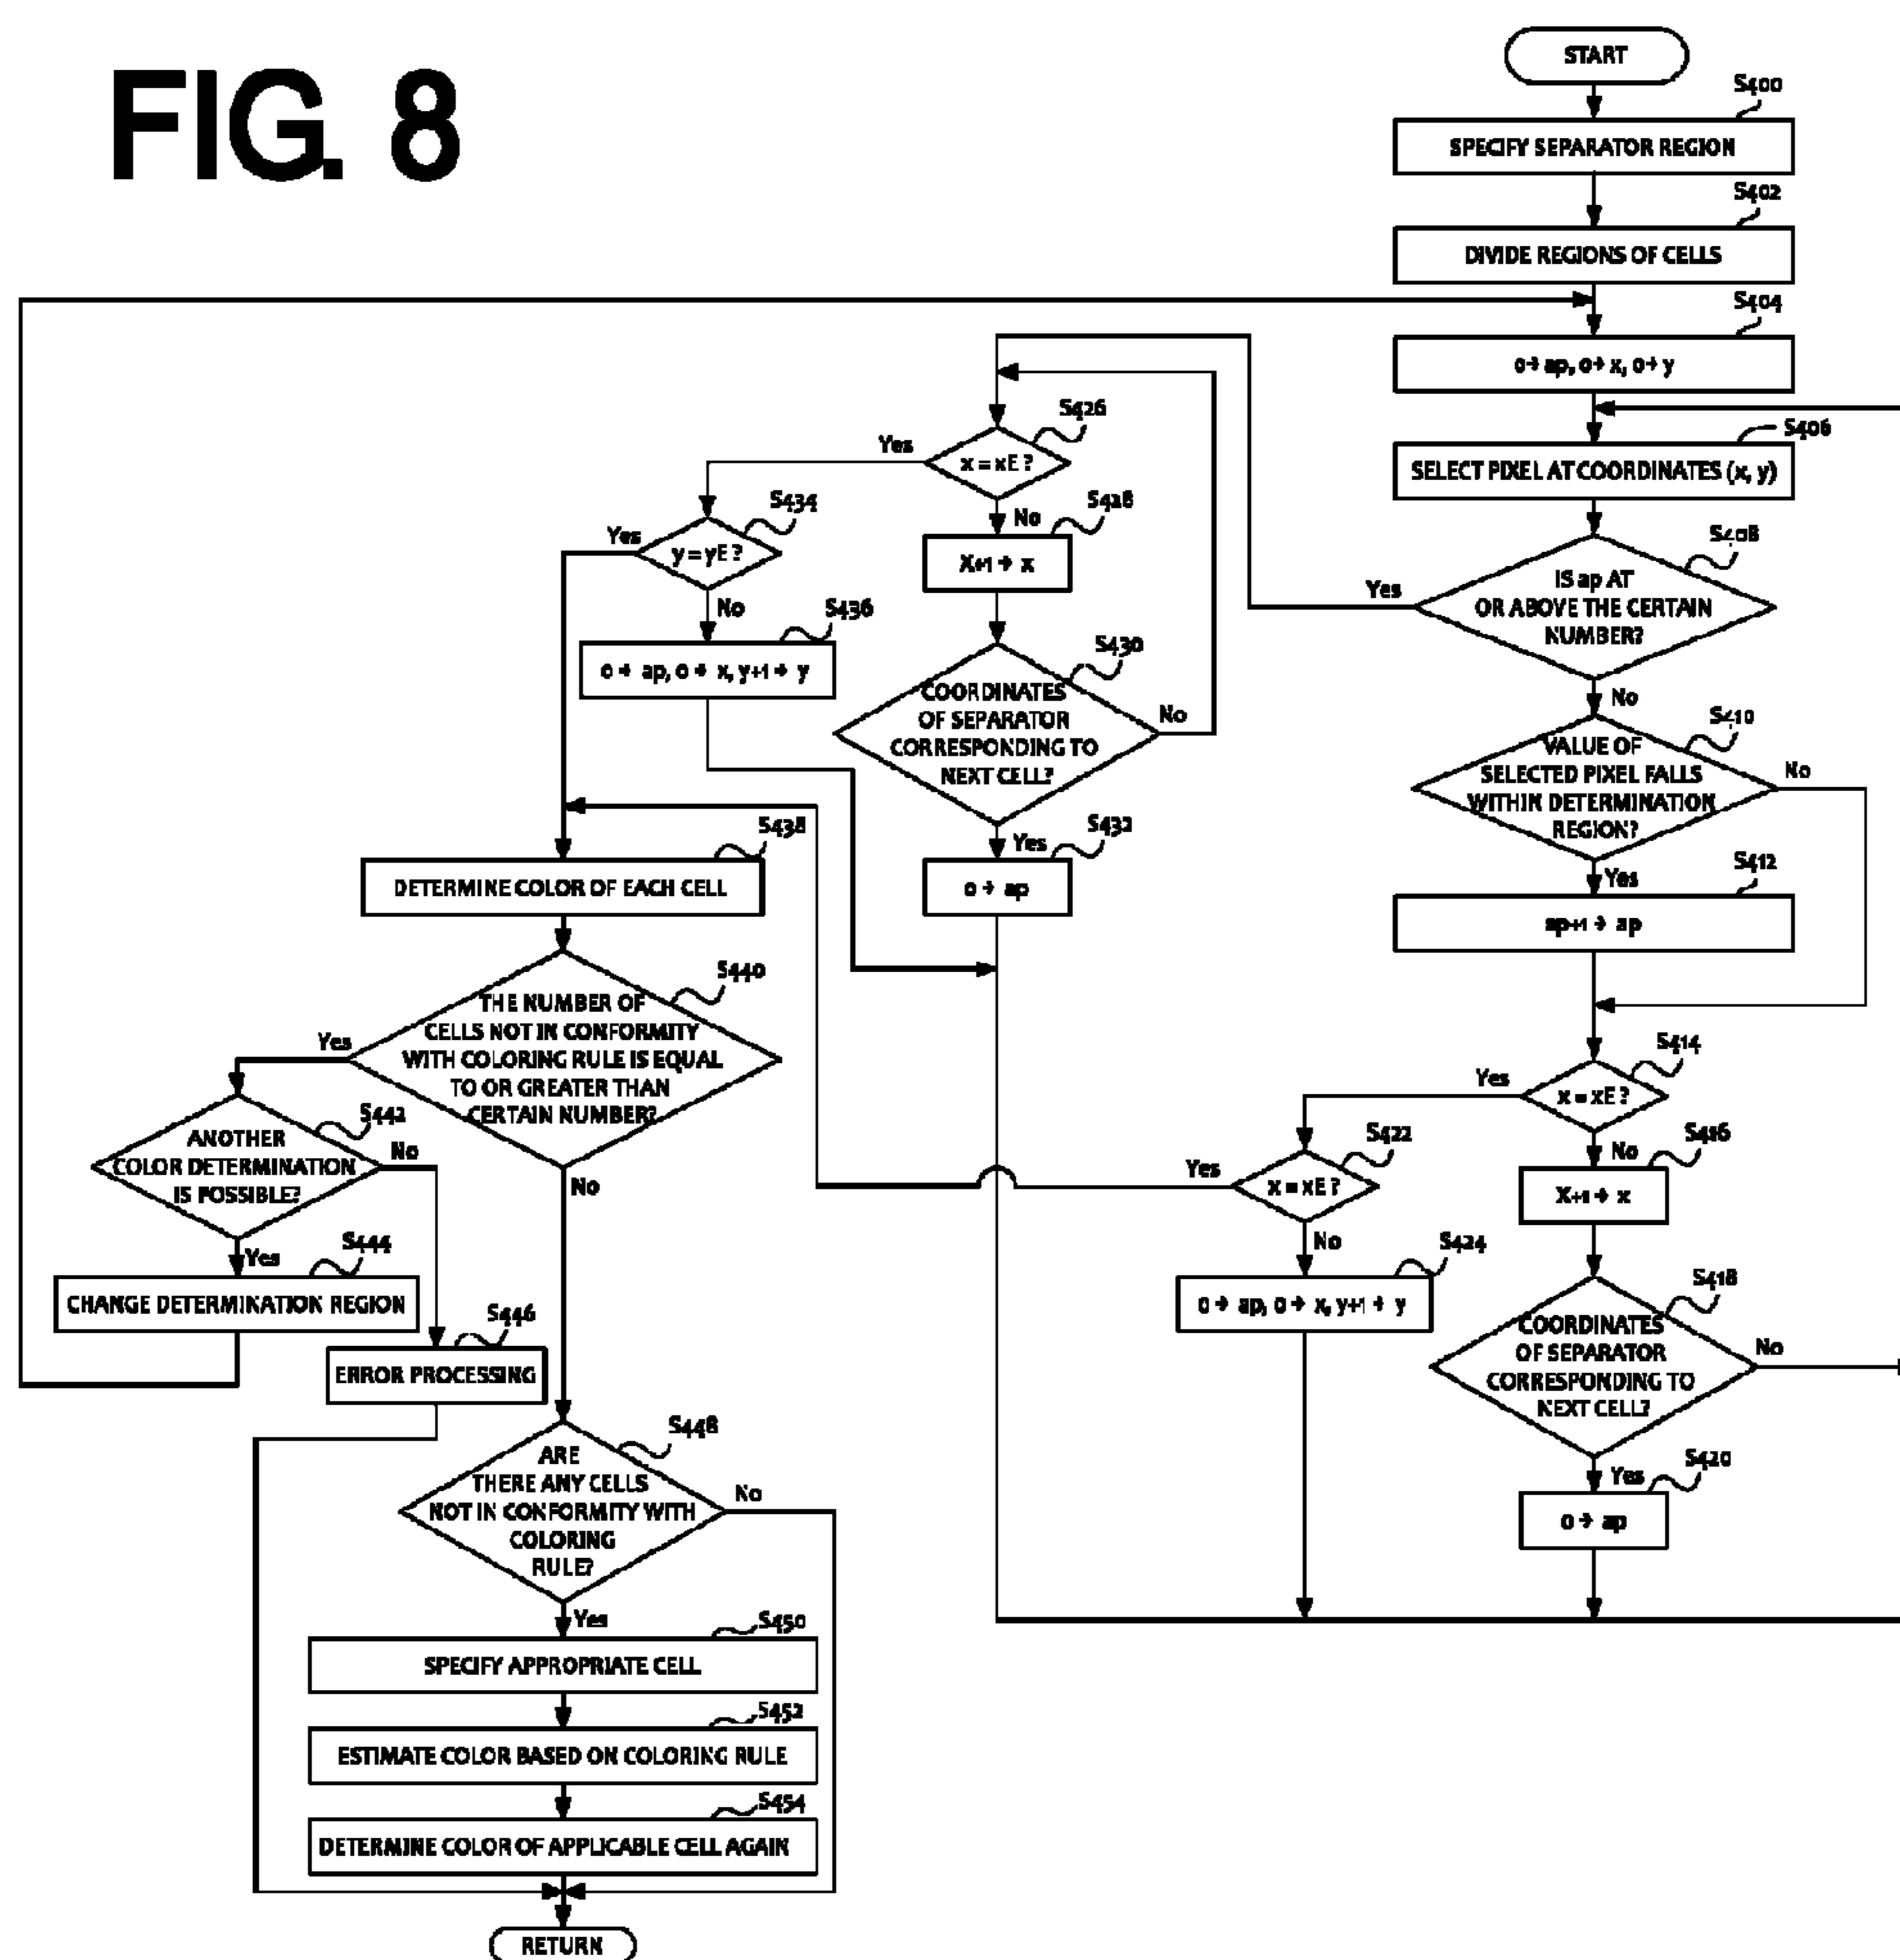 FIG. 8
START
S400
SPECIFY SEPARATOR REGION
S402
DIVIDE REGIONS OF CELLS
S404
0→ ap, 0→ x, 0→ y
S406
SELECT PIXEL AT COORDINATES (x, y)
S408
IS ap AT
OR ABOVE THE CERTAIN
NUMBER?
Yes
No
S410
VALUE OF
SELECTED PIXEL FALLS
WITHIN DETERMINATION
REGION?
No
Yes
S412
ap+1 → ap
S414
x = xE ?
Yes
No
S416
X+1 → x
S418
COORDINATES
OF SEPARATOR
CORRESPONDING TO
NEXT CELL?
No
Yes
S420
0 → ap
S422
x = xE ?
Yes
No
S424
0 → ap, 0 → x, y+1 → y
S426
x = xE ?
Yes
No
S428
X+1 → x
S430
COORDINATES
OF SEPARATOR
CORRESPONDING TO
NEXT CELL?
No
Yes
S432
0 → ap
S434
y = yE ?
Yes
No
S436
0 → ap, 0 → x, y+1 → y
S438
DETERMINE COLOR OF EACH CELL
S440
THE NUMBER OF
CELLS NOT IN CONFORMITY
WITH COLORING RULE IS EQUAL
TO OR GREATER THAN
CERTAIN NUMBER?
Yes
No
S442
ANOTHER
COLOR DETERMINATION
IS POSSIBLE?
No
Yes
S444
CHANGE DETERMINATION REGION
S446
ERROR PROCESSING
S448
ARE
THERE ANY CELLS
NOT IN CONFORMITY WITH
COLORING
RULE?
No
Yes
S450
SPECIFY APPROPRIATE CELL
S452
ESTIMATE COLOR BASED ON COLORING RULE
S454
DETERMINE COLOR OF APPLICABLE CELL AGAIN
RETURN